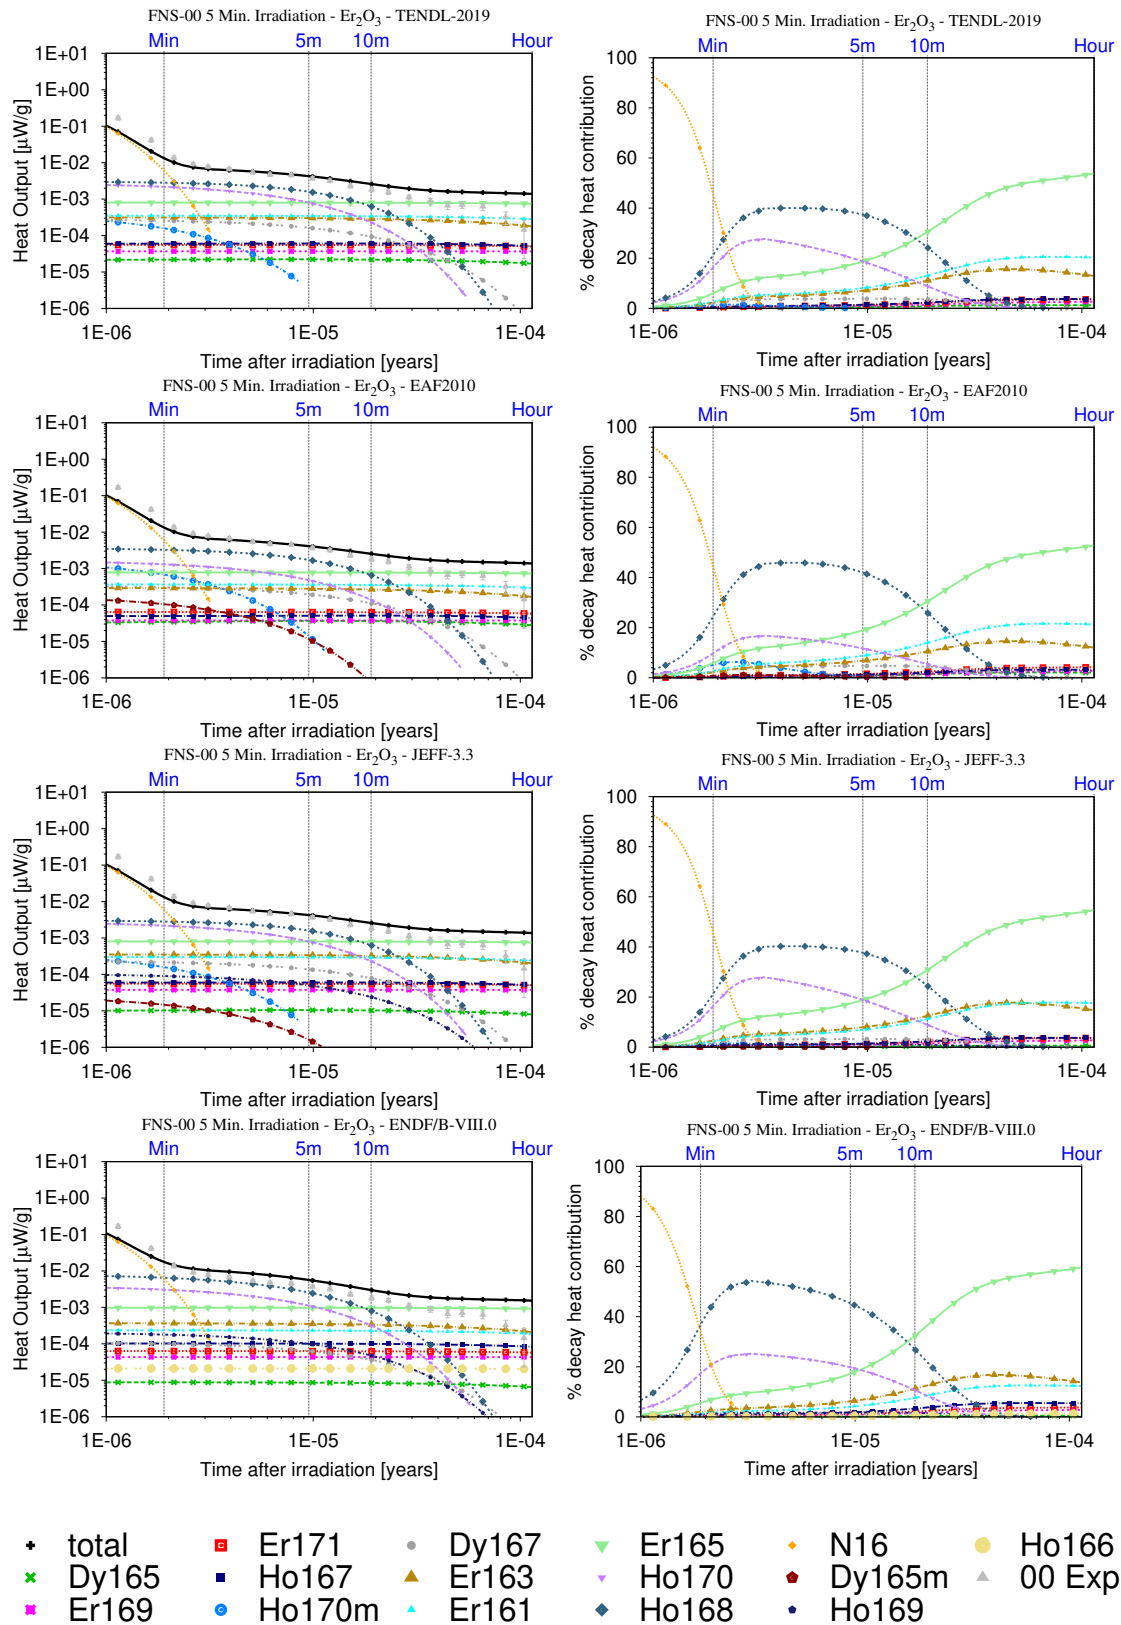 FNS-00 5 Min. Irradiation - Er2O3 - TENDL-2019
Min 5m 10m Hour
1E+01
1E+00
1E-01
1E-02
1E-03
1E-04
1E-05
1E-06
Heat Output [µW/g]
1E-06 1E-05 1E-04
Time after irradiation [years]
FNS-00 5 Min. Irradiation - Er2O3 - TENDL-2019
Min 5m 10m Hour
100
80
60
40
20
0
% decay heat contribution
1E-06 1E-05 1E-04
Time after irradiation [years]
FNS-00 5 Min. Irradiation - Er2O3 - EAF2010
Min 5m 10m Hour
1E+01
1E+00
1E-01
1E-02
1E-03
1E-04
1E-05
1E-06
Heat Output [µW/g]
1E-06 1E-05 1E-04
Time after irradiation [years]
FNS-00 5 Min. Irradiation - Er2O3 - EAF2010
Min 5m 10m Hour
100
80
60
40
20
0
% decay heat contribution
1E-06 1E-05 1E-04
Time after irradiation [years]
FNS-00 5 Min. Irradiation - Er2O3 - JEFF-3.3
Min 5m 10m Hour
1E+01
1E+00
1E-01
1E-02
1E-03
1E-04
1E-05
1E-06
Heat Output [µW/g]
1E-06 1E-05 1E-04
Time after irradiation [years]
FNS-00 5 Min. Irradiation - Er2O3 - JEFF-3.3
Min 5m 10m Hour
100
80
60
40
20
0
% decay heat contribution
1E-06 1E-05 1E-04
Time after irradiation [years]
FNS-00 5 Min. Irradiation - Er2O3 - ENDF/B-VIII.0
Min 5m 10m Hour
1E+01
1E+00
1E-01
1E-02
1E-03
1E-04
1E-05
1E-06
Heat Output [µW/g]
1E-06 1E-05 1E-04
Time after irradiation [years]
FNS-00 5 Min. Irradiation - Er2O3 - ENDF/B-VIII.0
Min 5m 10m Hour
100
80
60
40
20
0
% decay heat contribution
1E-06 1E-05 1E-04
Time after irradiation [years]
total Er171 Dy167 Er165 N16 Ho166
Dy165 Ho167 Er163 Ho170 Dy165m 00 Exp
Er169 Ho170m Er161 Ho168 Ho169